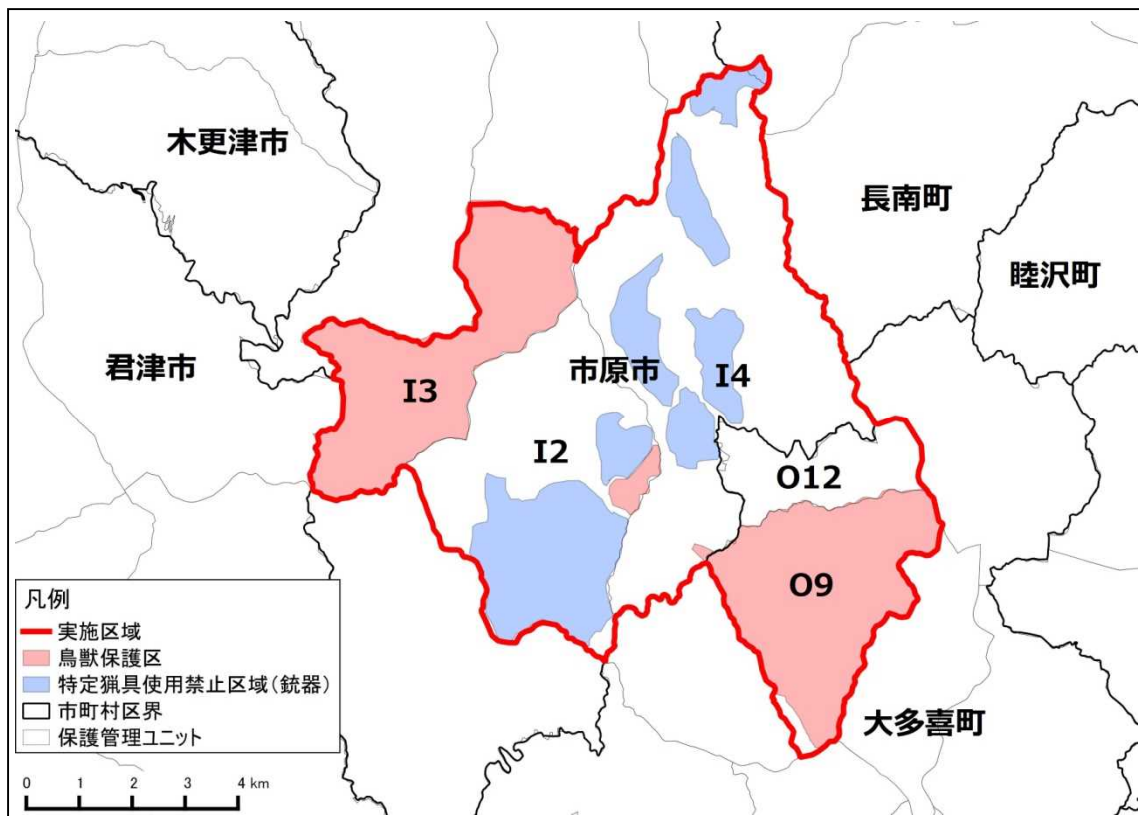 木更津市
長南町
睦沢町
君津市
市原市
I3
I4
I2
O12
O9
大多喜町
凡例
実施区域
鳥獣保護区
特定猟具使用禁止区域(銃器)
市町村区界
保護管理ユニット
0 1 2 3 4 km